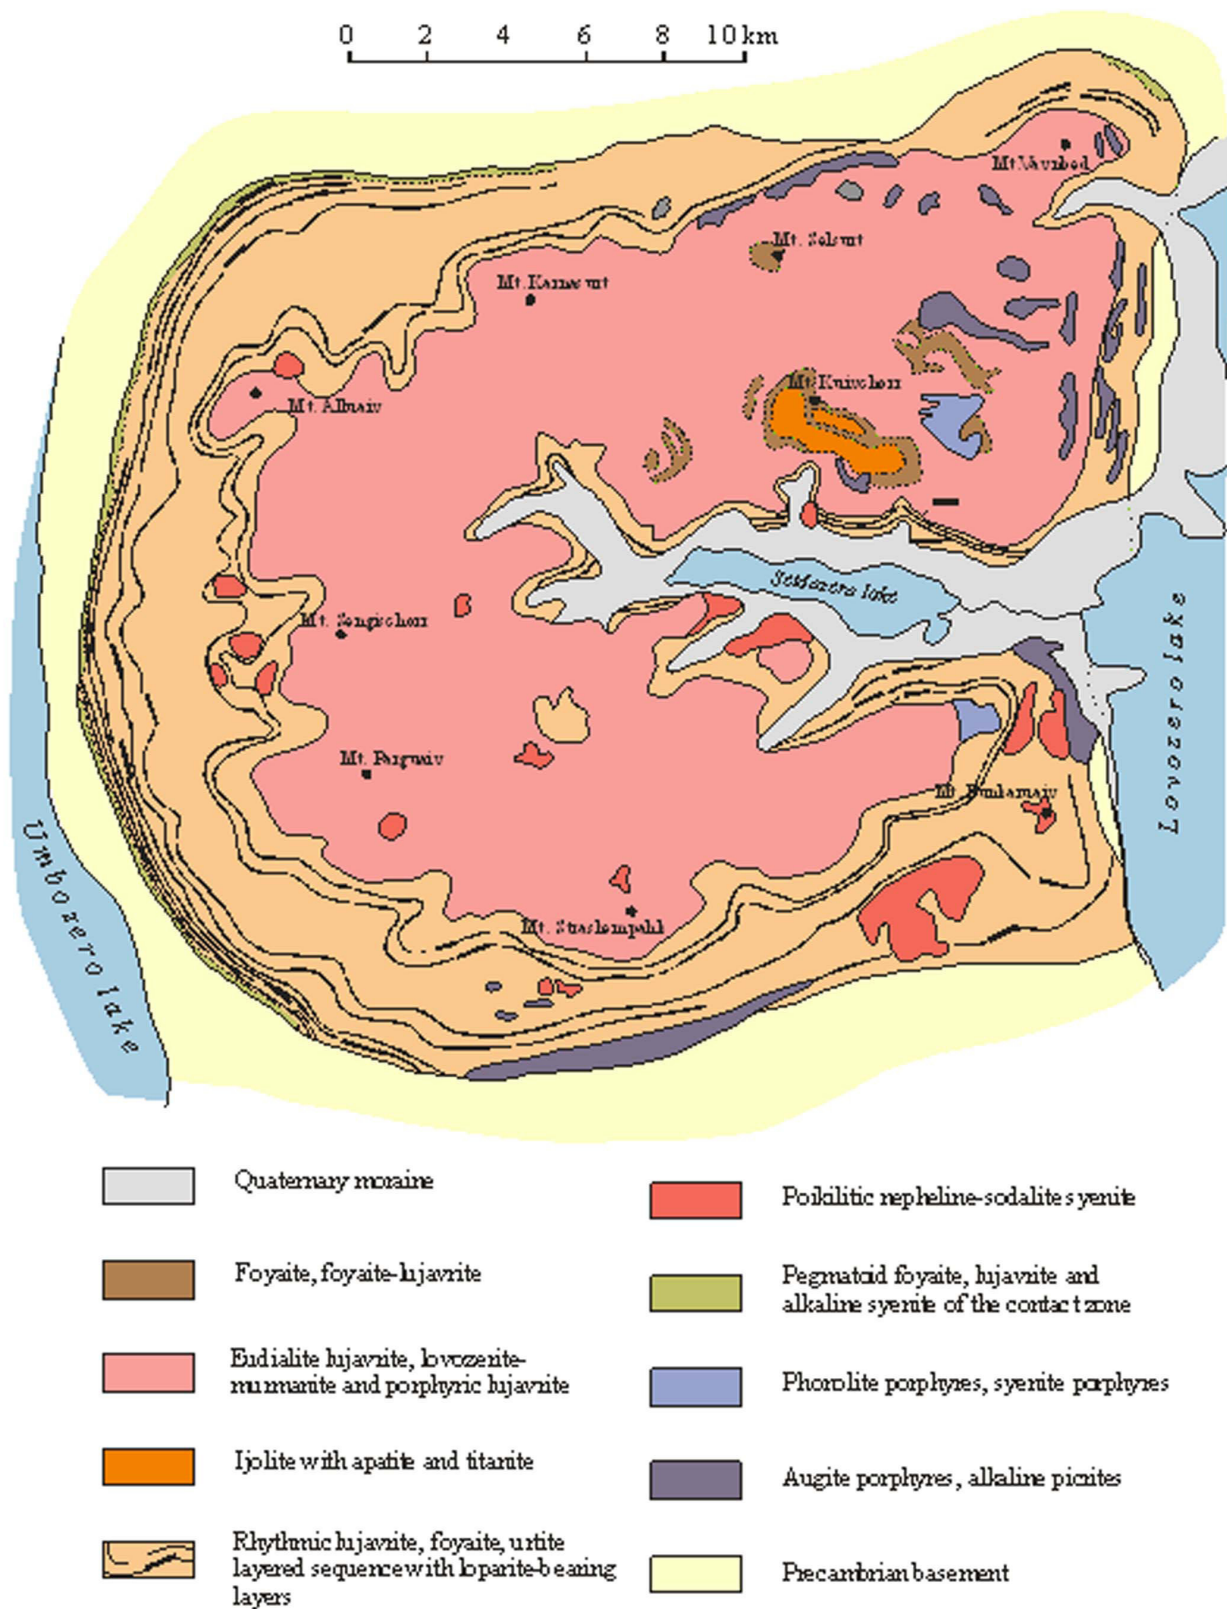 0 2 4 6 8 10 km
Mt. Vavnbed
Mt. Selsurt
Mt. Karnasurt
Mt. Kuivchorr
Mt. Alluaiv
Seidozero lake
Mt. Sengischorr
Mt. Parguaiv
Mt. Punkaruaiv
Mt. Strashempahk
Umbozero lake
Lovozero lake
Quaternary moraine
Foyaite, foyaite-lujavrite
Eudialite lujavrite, lovozerite-
murmanite and porphyric lujavrite
Ijolite with apatite and titanite
Rhythmic lujavrite, foyaite, urtite
layered sequence with loparite-bearing
layers
Poikilitic nepheline-sodalite syenite
Pegmatoid foyaite, lujavrite and
alkaline syenite of the contact zone
Phonolite porphyres, syenite porphyres
Augite porphyres, alkaline picrites
Precambrian basement